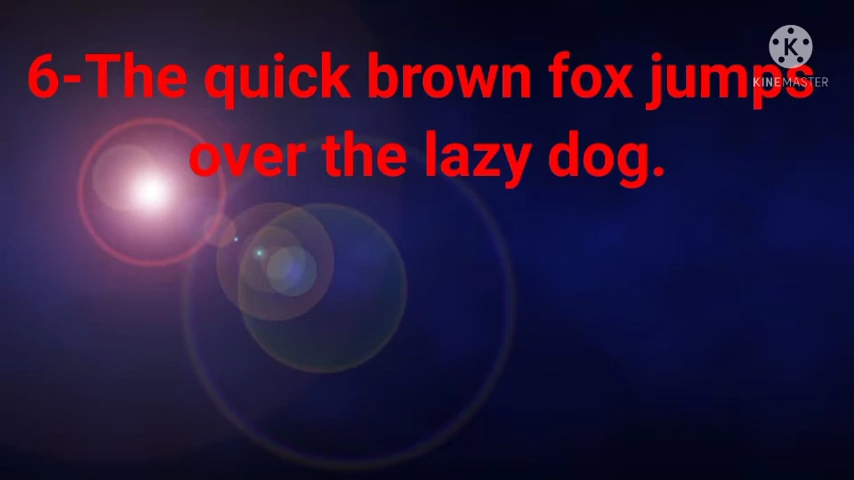 6-The quick brown fox jumps
over the lazy dog.
K
KINEMASTER